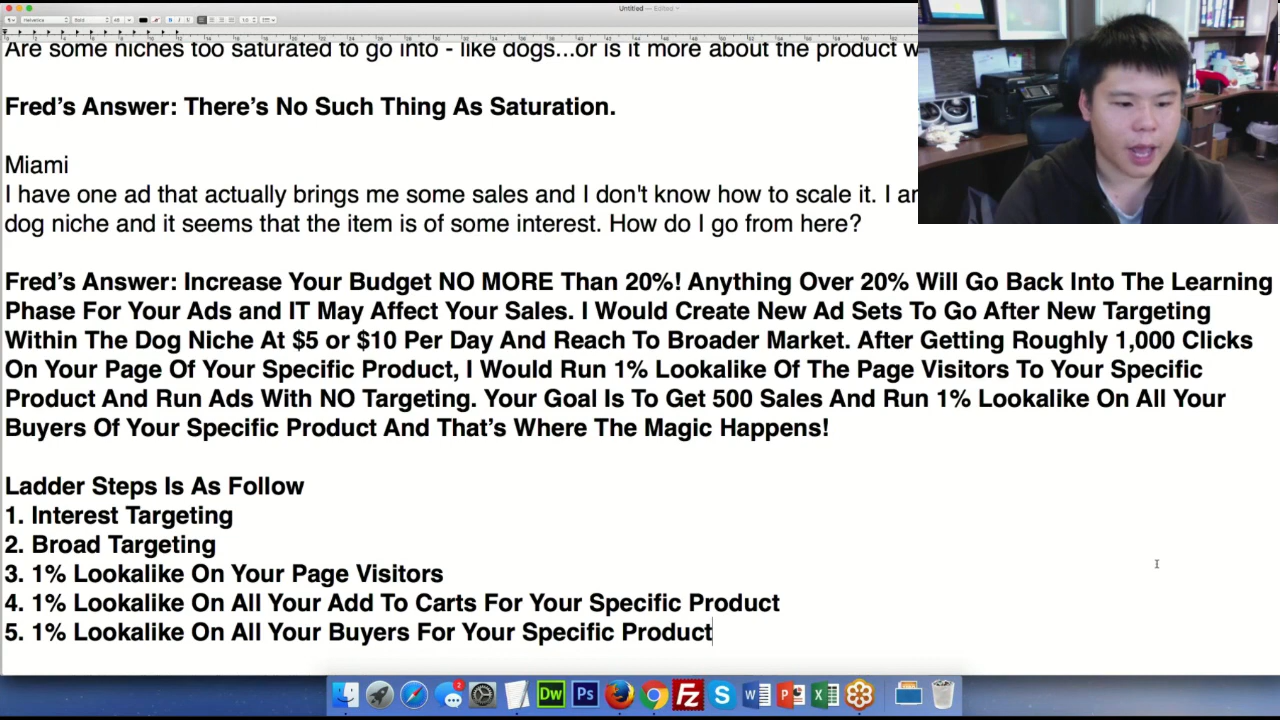 Untitled — Edited
Helvetica Bold 48 B I U 1.0
Are some niches too saturated to go into - like dogs...or is it more about the product w
Fred's Answer: There's No Such Thing As Saturation.
Miami
I have one ad that actually brings me some sales and I don't know how to scale it. I ar
dog niche and it seems that the item is of some interest. How do I go from here?
Fred's Answer: Increase Your Budget NO MORE Than 20%! Anything Over 20% Will Go Back Into The Learning
Phase For Your Ads and IT May Affect Your Sales. I Would Create New Ad Sets To Go After New Targeting
Within The Dog Niche At $5 or $10 Per Day And Reach To Broader Market. After Getting Roughly 1,000 Clicks
On Your Page Of Your Specific Product, I Would Run 1% Lookalike Of The Page Visitors To Your Specific
Product And Run Ads With NO Targeting. Your Goal Is To Get 500 Sales And Run 1% Lookalike On All Your
Buyers Of Your Specific Product And That's Where The Magic Happens!
Ladder Steps Is As Follow
1. Interest Targeting
2. Broad Targeting
3. 1% Lookalike On Your Page Visitors
4. 1% Lookalike On All Your Add To Carts For Your Specific Product
5. 1% Lookalike On All Your Buyers For Your Specific Product
2 Dw Ps Fz S W P X